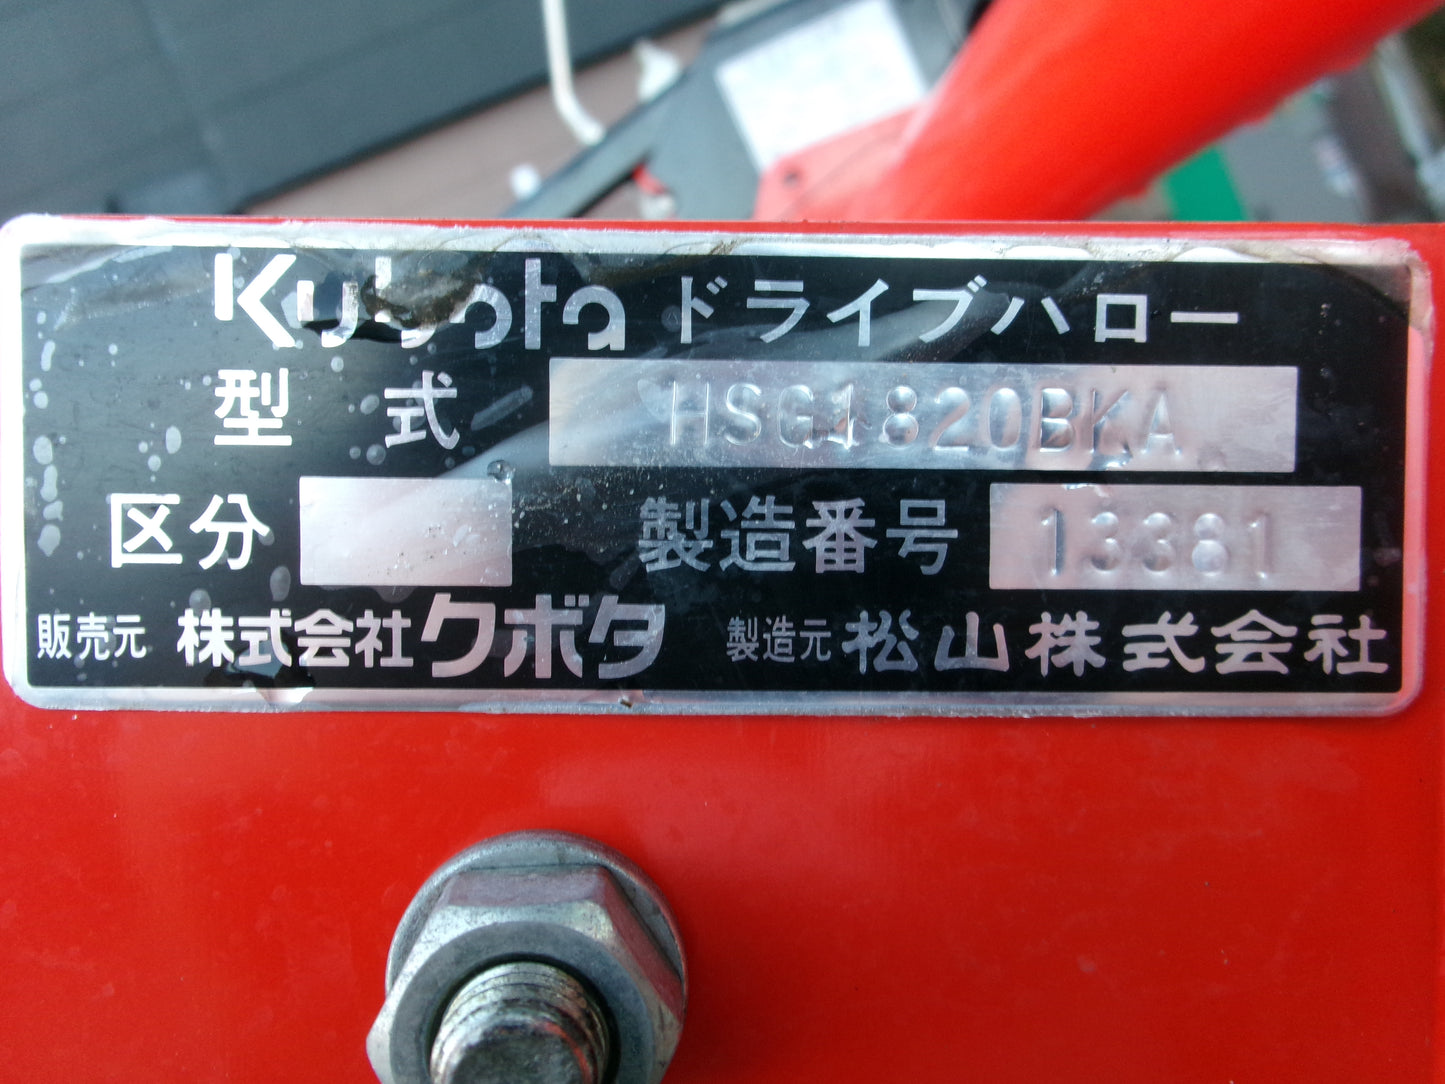 Kubota ドライブハロー
型式 HSG1820BKA
区分 製造番号 13381
販売元 株式会社クボタ 製造元 松山株式会社